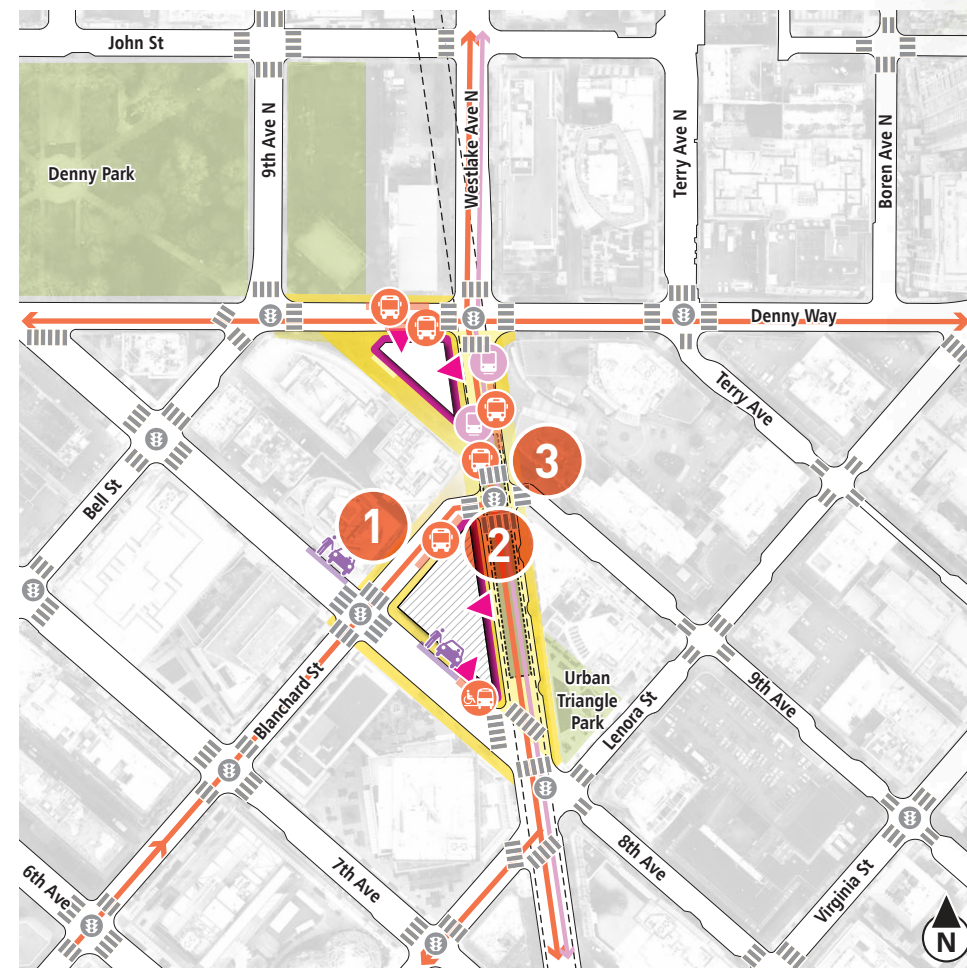 John St
9th Ave N
Westlake Ave N
Terry Ave N
Boren Ave N
Denny Park
Denny Way
Terry Ave
3
Bell St
1
2
Urban
Triangle
Park
Lenora St
9th Ave
Blanchard St
8th Ave
7th Ave
6th Ave
Virginia St
N